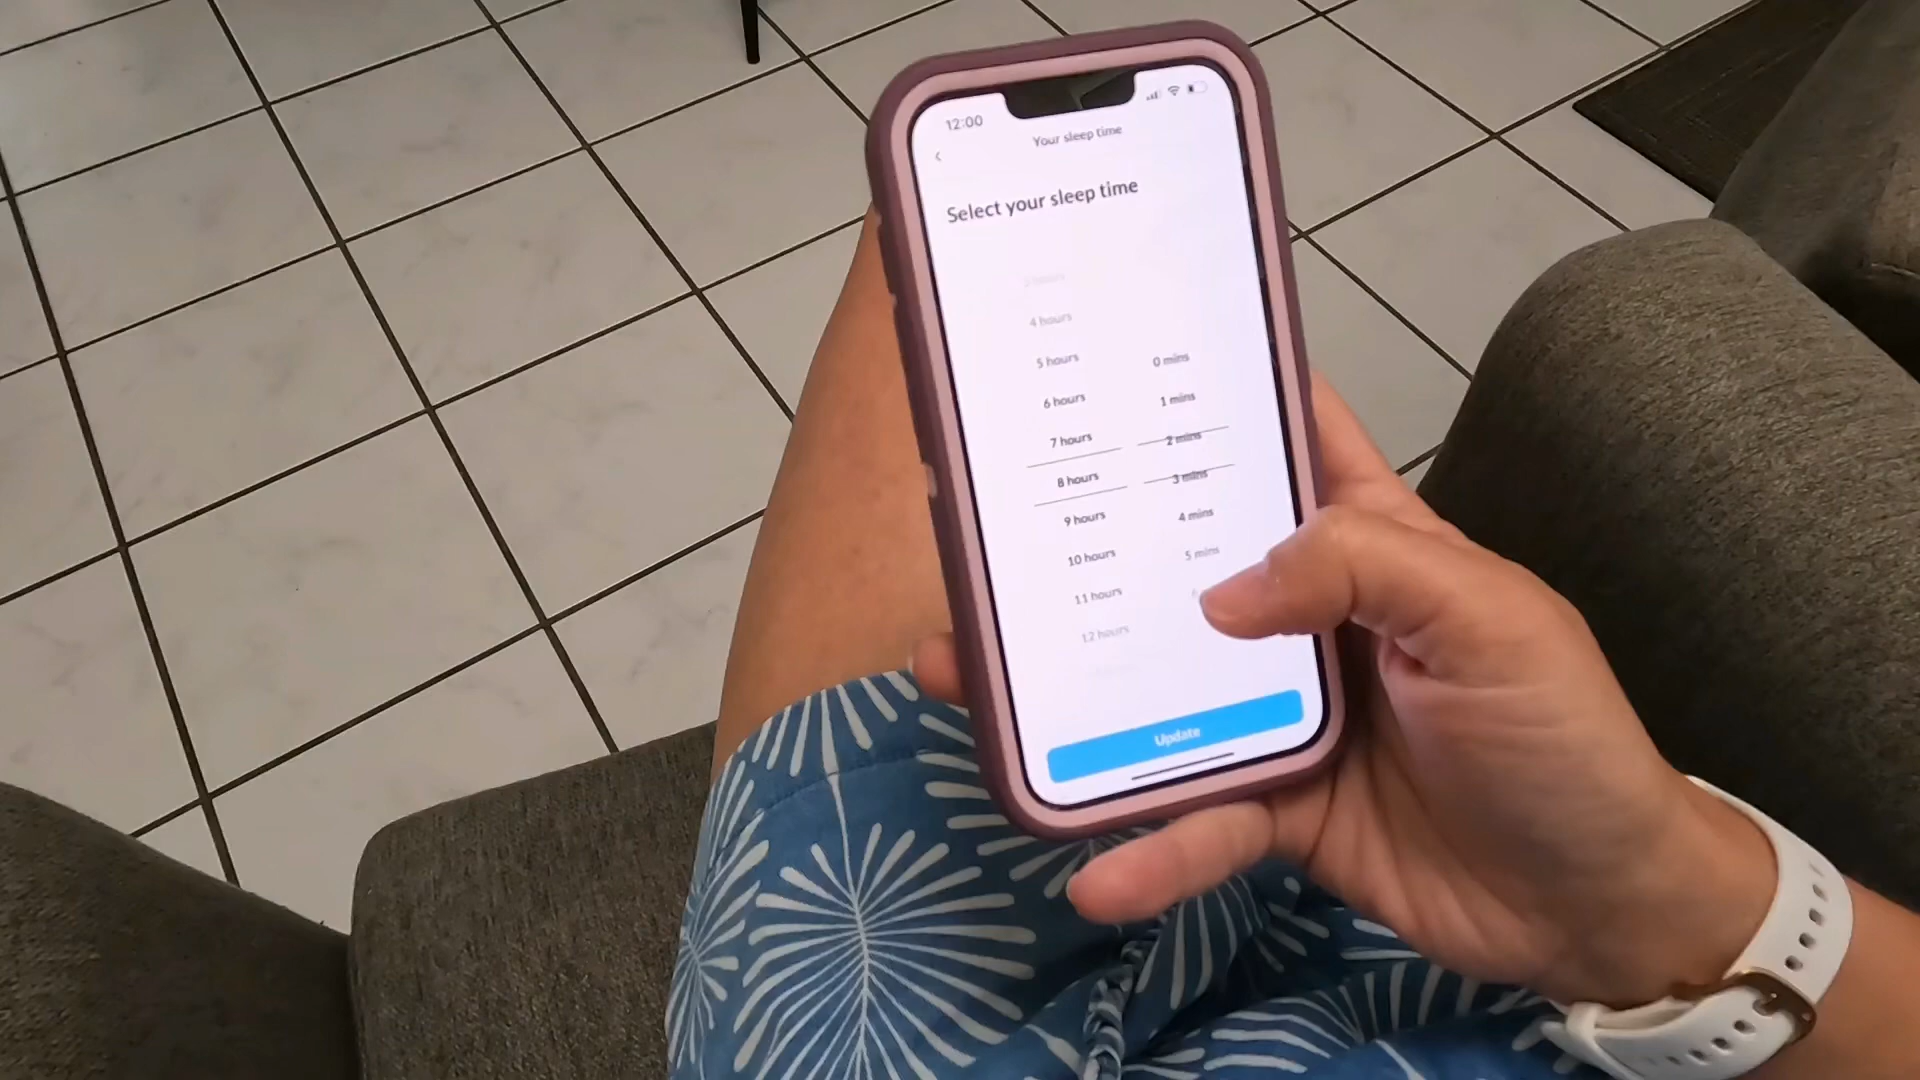 12:00
Your sleep time
Select your sleep time
4 hours
5 hours 0 mins
6 hours 1 mins
7 hours 2 mins
8 hours 3 mins
9 hours 4 mins
10 hours 5 mins
11 hours
12 hours
Update